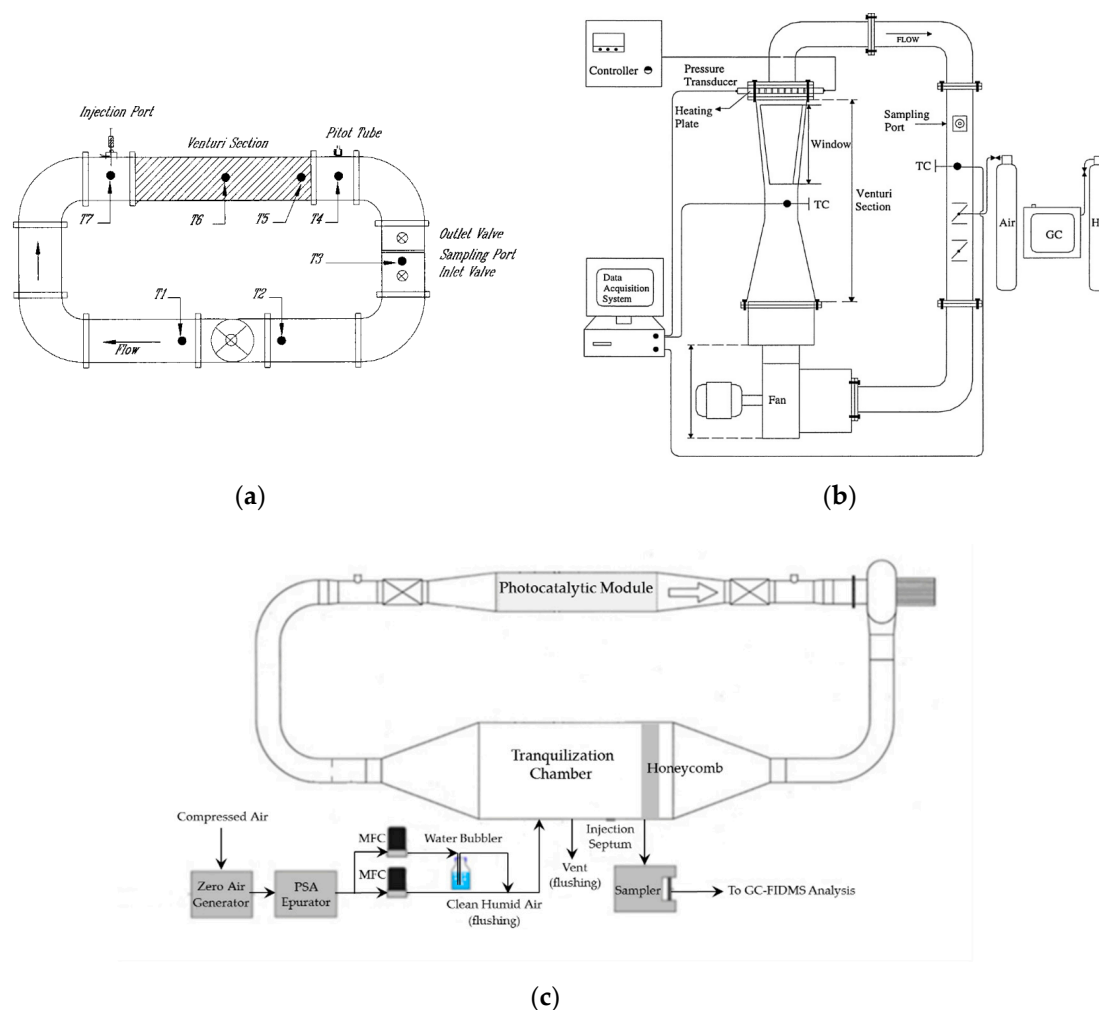 Injection Port
Venturi Section
Pitot Tube
T7
T6
T5
T4
Outlet Valve
Sampling Port
Inlet Valve
T3
T1
T2
Flow
(a)
Controller
Pressure
Transducer
Heating
Plate
FLOW
Window
Sampling
Port
Venturi
Section
TC
TC
Air
GC
H
Data
Acquisition
System
Fan
(b)
Photocatalytic Module
Tranquilization
Chamber
Honeycomb
Compressed Air
MFC
Water Bubbler
Injection
Septum
MFC
Vent
(flushing)
Zero Air
Generator
PSA
Epurator
Clean Humid Air
(flushing)
Sampler
To GC-FIDMS Analysis
(c)